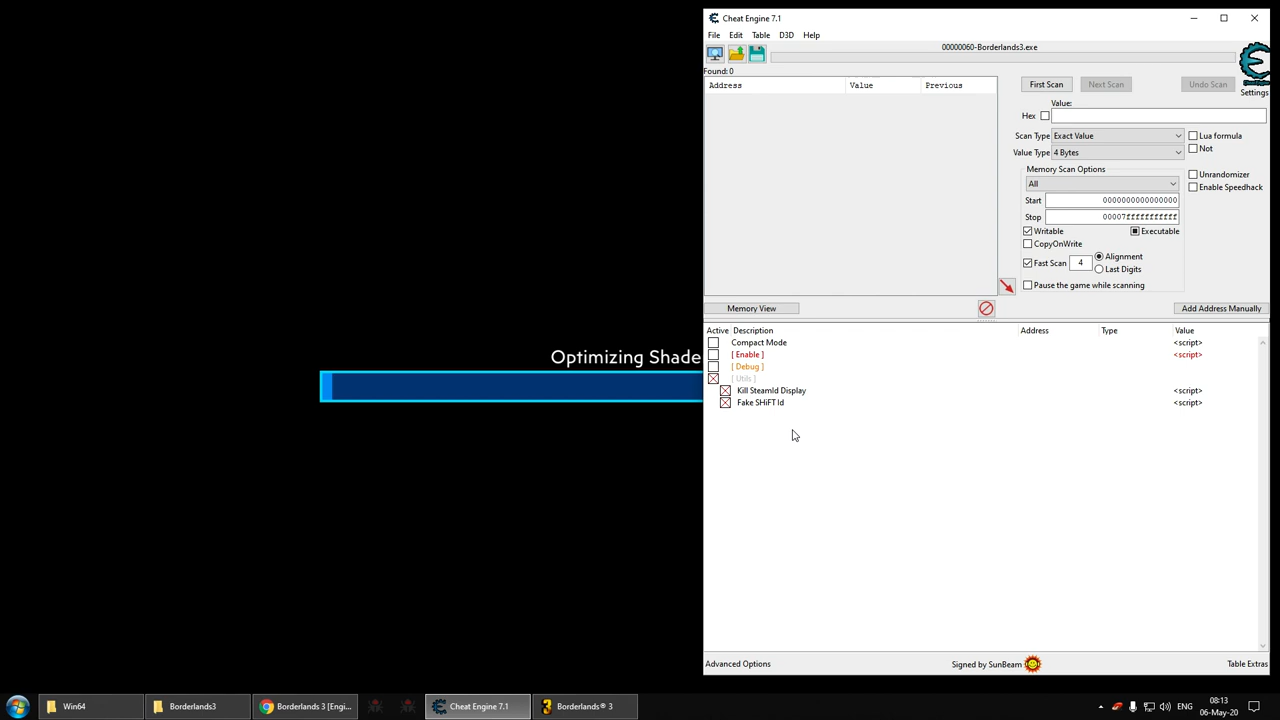 Cheat Engine 7.1
File Edit Table D3D Help
00000060-Borderlands3.exe
Found: 0
Address Value Previous
First Scan Next Scan Undo Scan
Settings
Value:
Hex
Scan Type Exact Value Lua formula
Value Type 4 Bytes Not
Memory Scan Options
All
Unrandomizer
Enable Speedhack
Start 0000000000000000
Stop 00007fffffffffff
Writable Executable
CopyOnWrite
Fast Scan 4 Alignment
Last Digits
Pause the game while scanning
Memory View Add Address Manually
Active Description Address Type Value
Compact Mode <script>
[ Enable ] <script>
[ Debug ]
[ Utils ]
Kill SteamId Display <script>
Fake SHiFT Id <script>
Optimizing Shade
Advanced Options Signed by SunBeam Table Extras
Win64 Borderlands3 Borderlands 3 [Engi... Cheat Engine 7.1 Borderlands® 3
ENG 08:13
06-May-20